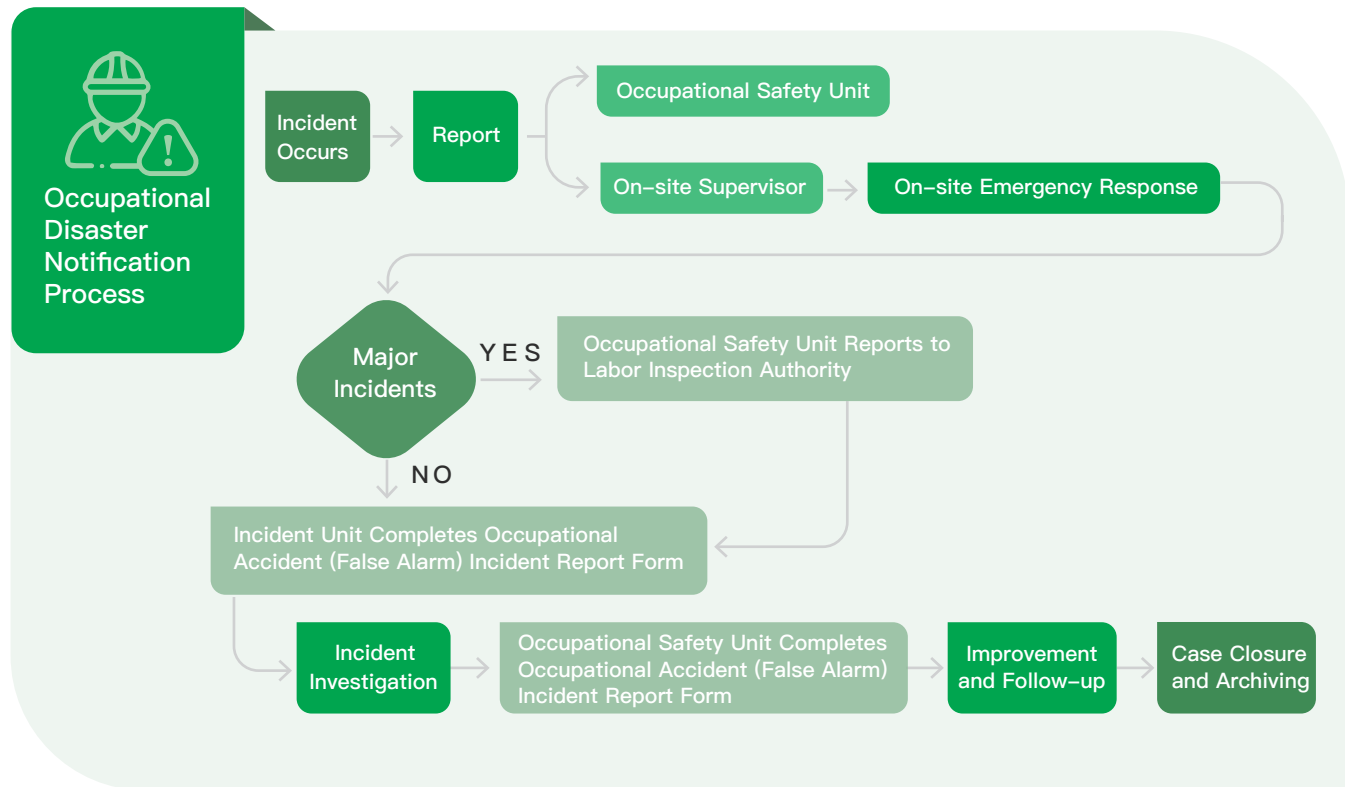 Occupational
Disaster
Notification
Process
Incident
Occurs
Report
Occupational Safety Unit
On-site Supervisor
On-site Emergency Response
Major
Incidents
YES
Occupational Safety Unit Reports to
Labor Inspection Authority
NO
Incident Unit Completes Occupational
Accident (False Alarm) Incident Report Form
Incident
Investigation
Occupational Safety Unit Completes
Occupational Accident (False Alarm)
Incident Report Form
Improvement
and Follow-up
Case Closure
and Archiving